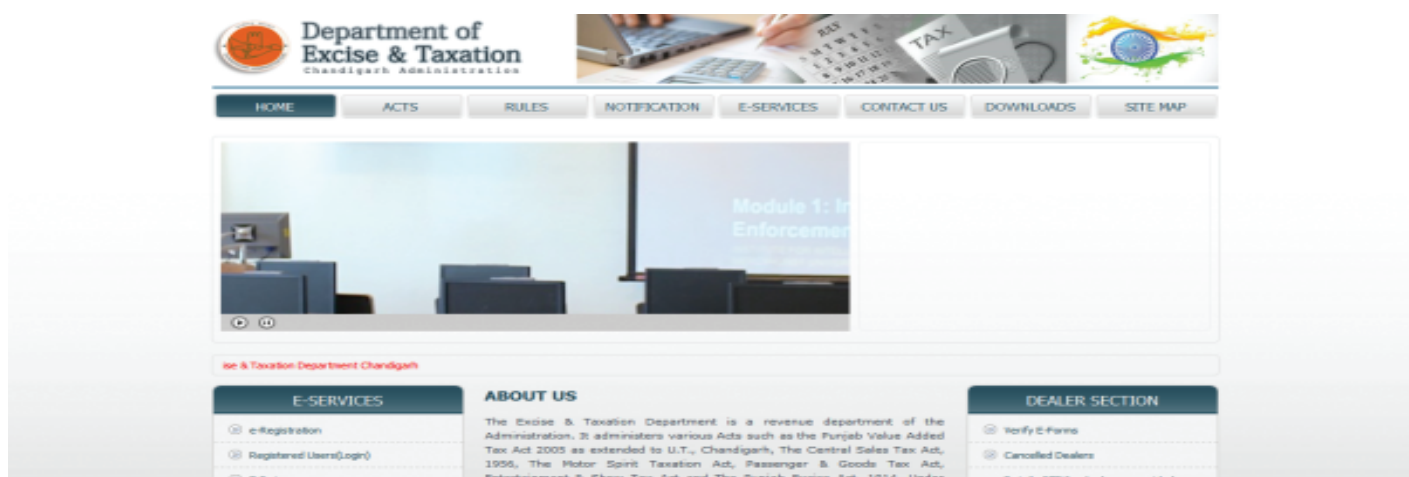 Department of
Excise & Taxation
Chandigarh Administration
JULY
TAX
HOME ACTS RULES NOTIFICATION E-SERVICES CONTACT US DOWNLOADS SITE MAP
Module 1: In
Enforcemen
ise & Taxation Department Chandigarh
E-SERVICES
e-Registration
Registered Users(Login)
ABOUT US
The Excise & Taxation Department is a revenue department of the
Administration. It administers various Acts such as the Punjab Value Added
Tax Act 2005 as extended to U.T., Chandigarh, The Central Sales Tax Act,
1956, The Motor Spirit Taxation Act, Passenger & Goods Tax Act,
DEALER SECTION
Verify E-Forms
Cancelled Dealers